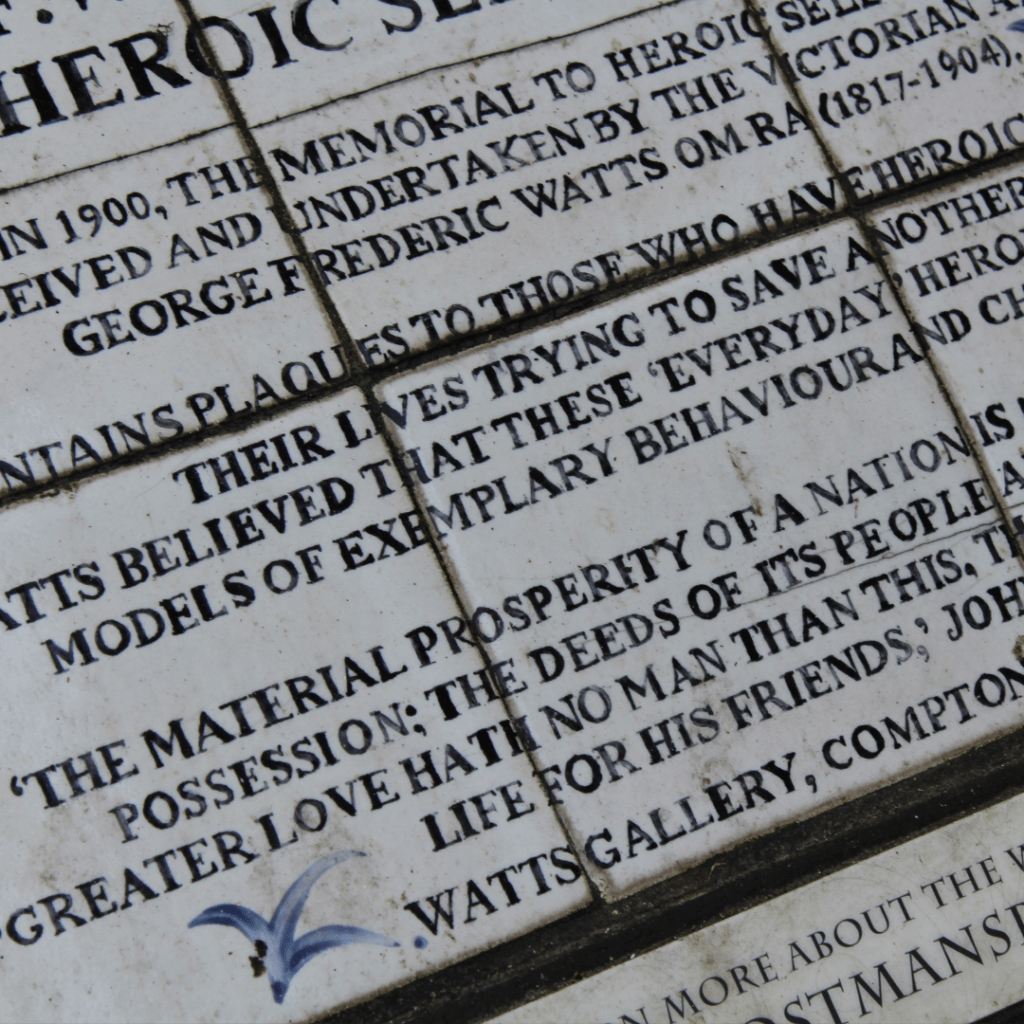 HEROIC
IN 1900, THE MEMORIAL TO HEROIC SELF
CEIVED AND UNDERTAKEN BY THE VICTORIAN A
GEORGE FREDERIC WATTS OM RA (1817-1904).
NTAINS PLAQUES TO THOSE WHO HAVE HEROIC
THEIR LIVES TRYING TO SAVE ANOTHER
ATTS BELIEVED THAT THESE 'EVERYDAY' HERO
MODELS OF EXEMPLARY BEHAVIOUR AND CH
'THE MATERIAL PROSPERITY OF A NATION IS
POSSESSION; THE DEEDS OF ITS PEOPLE A
'GREATER LOVE HATH NO MAN THAN THIS, TH
LIFE FOR HIS FRIENDS,' JOH
WATTS GALLERY, COMPTON
N MORE ABOUT THE W
OSTMANS